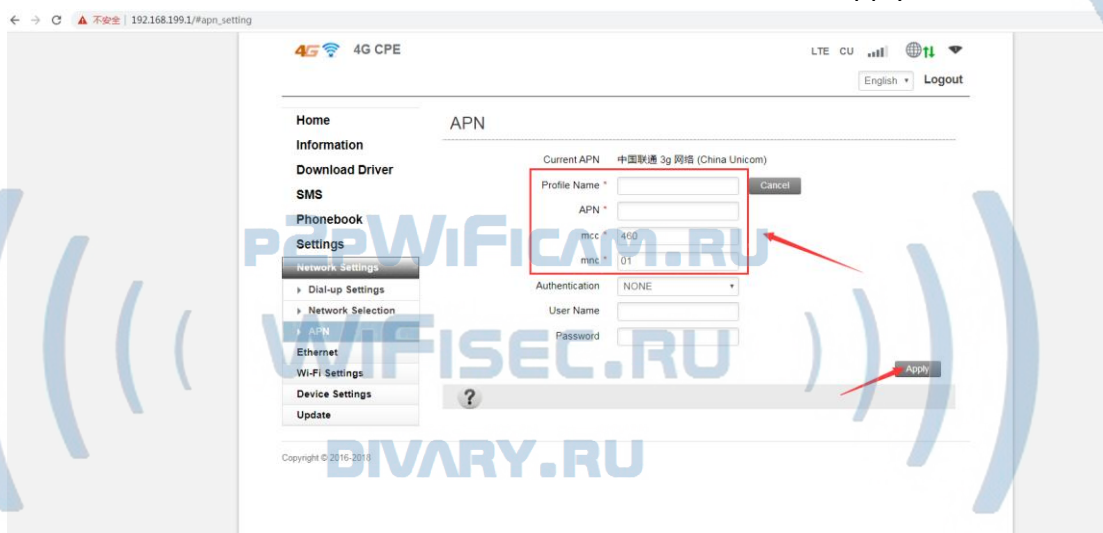 不安全 | 192.168.199.1/#apn_setting
4G 4G CPE
LTE CU
English Logout
Home
Information
Download Driver
SMS
Phonebook
Settings
Network Settings
Dial-up Settings
Network Selection
APN
Ethernet
Wi-Fi Settings
Device Settings
Update
APN
Current APN 中国联通 3g 网络 (China Unicom)
Profile Name * Cancel
APN *
mcc * 460
mnc * 01
Authentication NONE
User Name
Password
Apply
?
Copyright © 2016-2018
P2PWIFICAM.RU
WIFISEC.RU
DIVARY.RU